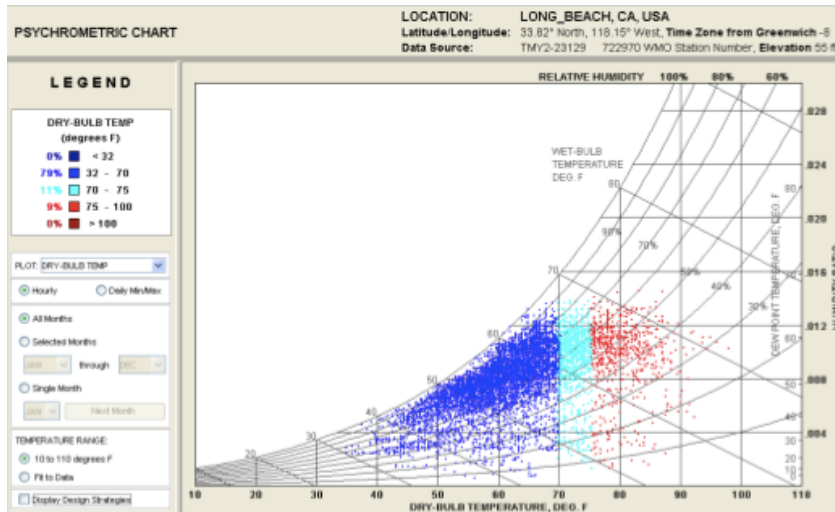 PSYCHROMETRIC CHART
LOCATION: LONG_BEACH, CA, USA
Latitude/Longitude: 33.82° North, 118.15° West, Time Zone from Greenwich -8
Data Source: TMY2-23129 722970 WMO Station Number, Elevation 55 ft
LEGEND
DRY-BULB TEMP
(degrees F)
0% < 32
79% 32 - 70
11% 70 - 75
9% 75 - 100
0% > 100
PLOT: DRY-BULB TEMP
Hourly Daily Min/Max
All Months
Selected Months
JAN through DEC
Single Month
JAN Next Month
TEMPERATURE RANGE:
10 to 110 degrees F
Fit to Data
Display Design Strategies
RELATIVE HUMIDITY 100% 80% 60%
WET-BULB
TEMPERATURE
DEG. F
90% 70% 50% 40% 30%
20 30 40 50 60 70 80
DEW POINT TEMPERATURE, DEG. F
80
60
50
40
30
20
10
0
.028
.024
.020
.016
.012
.008
.004
HUMIDITY RATIO
10 20 30 40 50 60 70 80 90 100 110
DRY-BULB TEMPERATURE, DEG. F